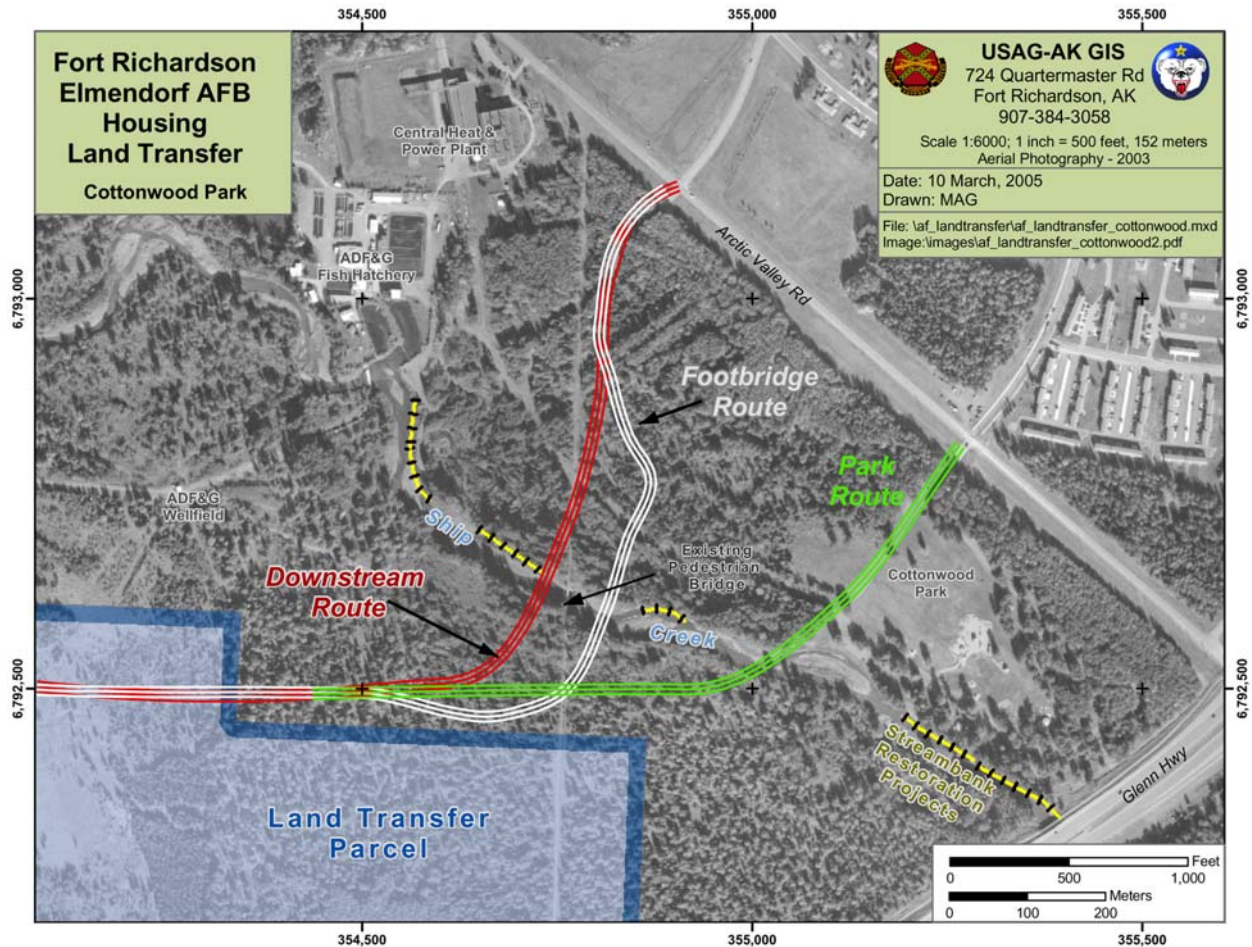 354,500
355,000
355,500
Fort Richardson
Elmendorf AFB
Housing
Land Transfer
Cottonwood Park
USAG-AK GIS
724 Quartermaster Rd
Fort Richardson, AK
907-384-3058
Scale 1:6000; 1 inch = 500 feet, 152 meters
Aerial Photography - 2003
Date: 10 March, 2005
Drawn: MAG
File: \af_landtransfer\af_landtransfer_cottonwood.mxd
Image:\images\af_landtransfer_cottonwood2.pdf
Central Heat &
Power Plant
ADF&G
Fish Hatchery
Arctic Valley Rd
6,793,000
6,793,000
Footbridge
Route
Park
Route
ADF&G
Wellfield
Ship
Existing
Pedestrian
Bridge
Downstream
Route
Cottonwood
Park
Creek
6,792,500
6,792,500
Streambank
Restoration
Projects
Glenn Hwy
Land Transfer
Parcel
Feet
0 500 1,000
Meters
0 100 200
354,500
355,000
355,500